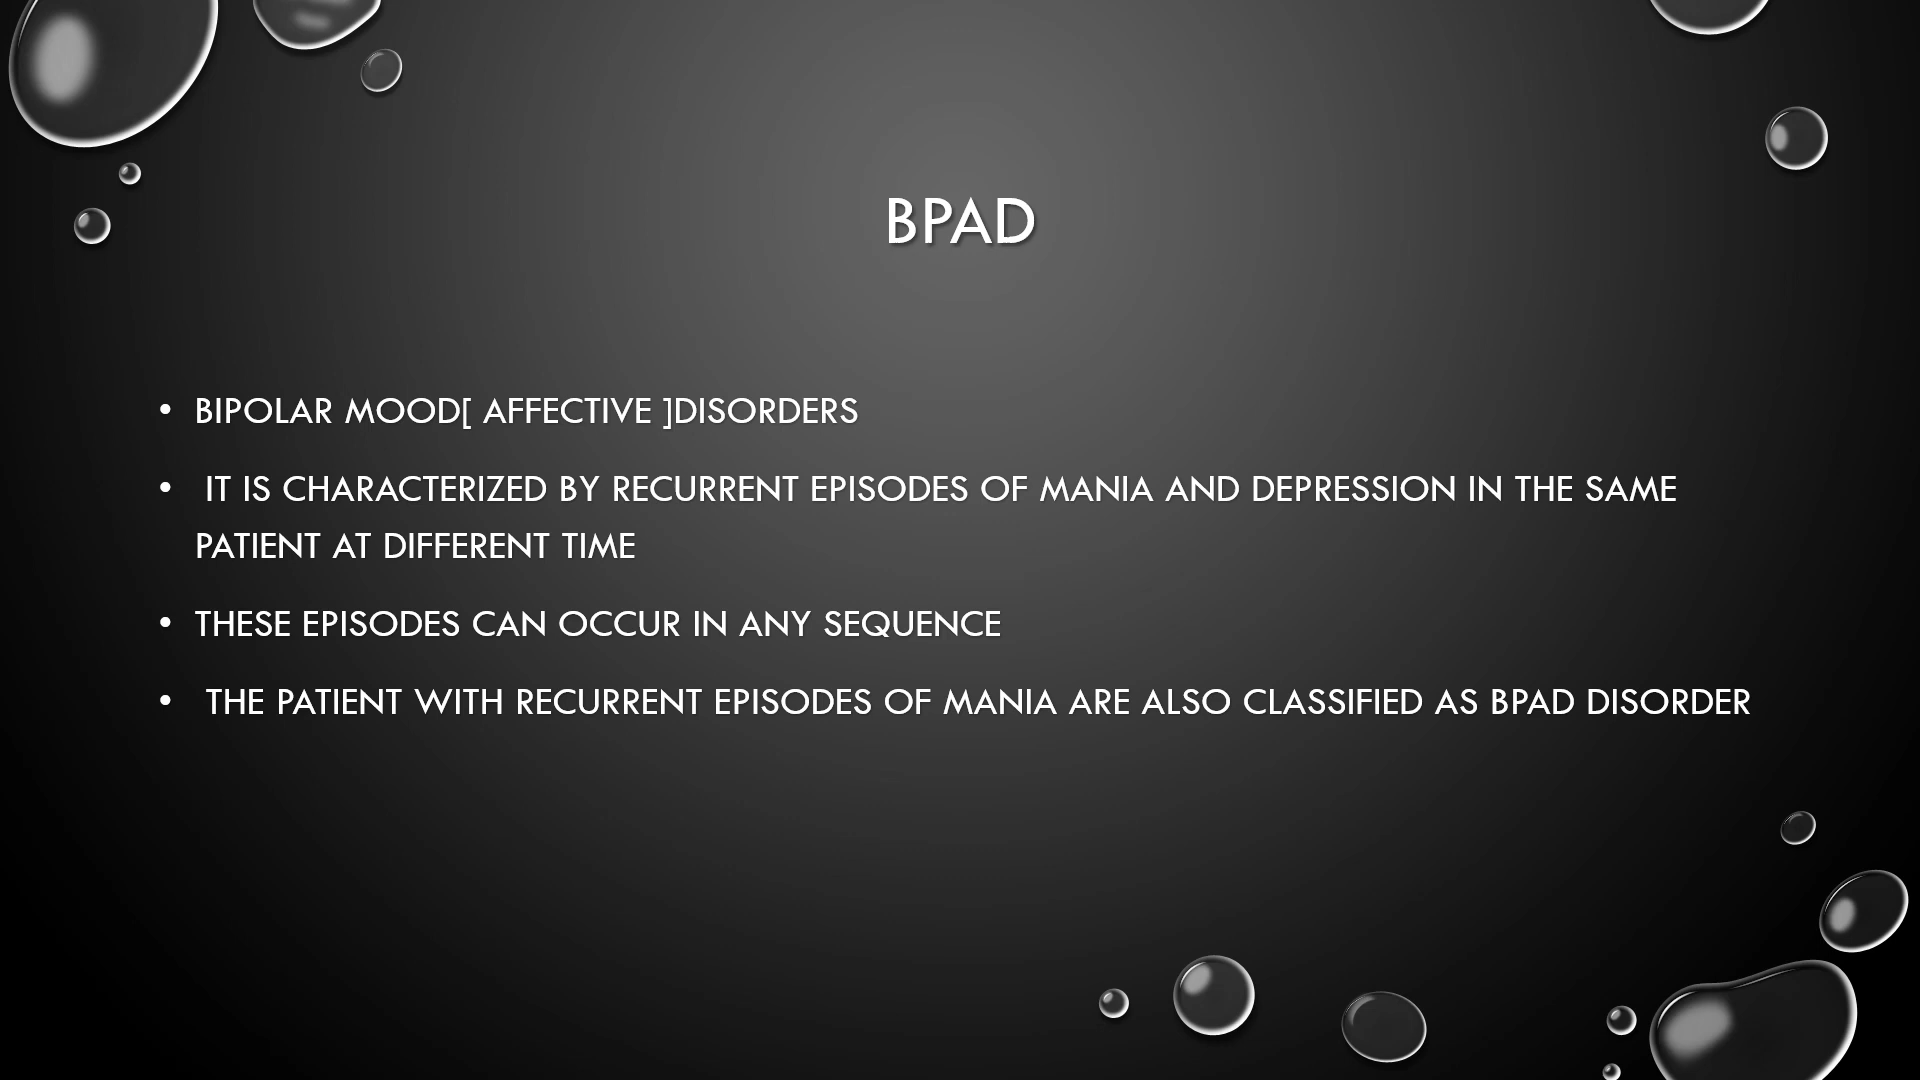 BPAD
• BIPOLAR MOOD[ AFFECTIVE ]DISORDERS
• IT IS CHARACTERIZED BY RECURRENT EPISODES OF MANIA AND DEPRESSION IN THE SAME
PATIENT AT DIFFERENT TIME
• THESE EPISODES CAN OCCUR IN ANY SEQUENCE
• THE PATIENT WITH RECURRENT EPISODES OF MANIA ARE ALSO CLASSIFIED AS BPAD DISORDER